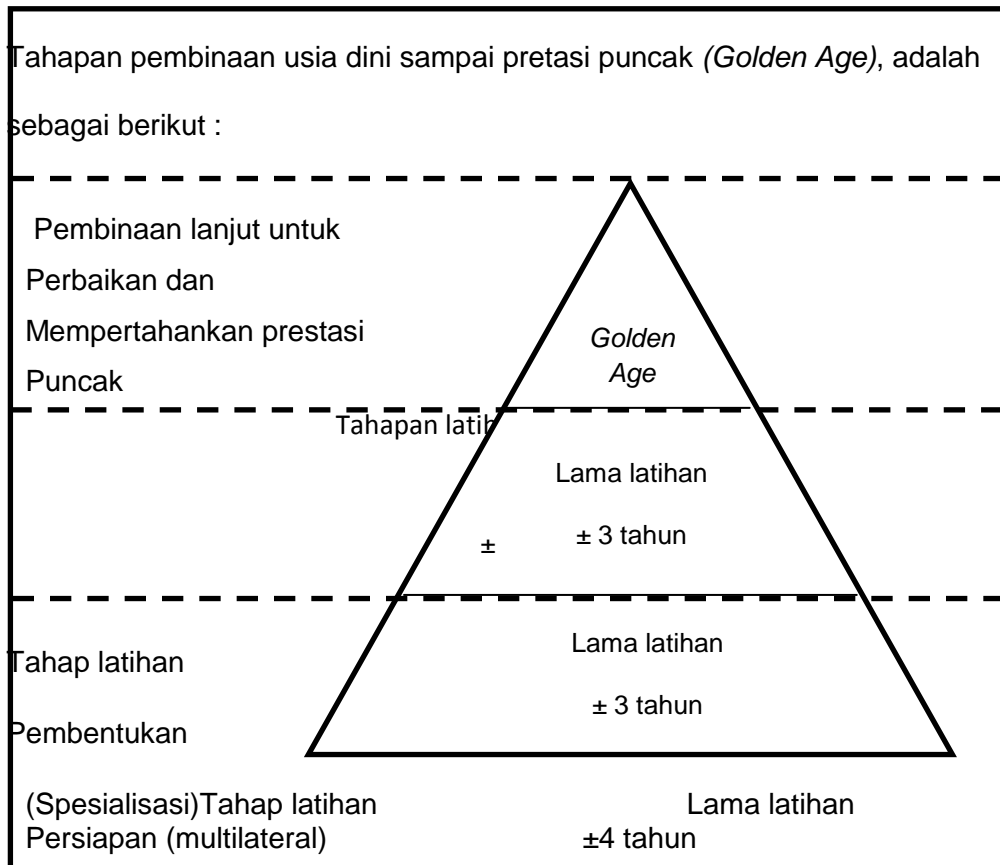 Tahapan pembinaan usia dini sampai pretasi puncak (Golden Age), adalah
sebagai berikut :
Pembinaan lanjut untuk
Perbaikan dan
Mempertahankan prestasi
Puncak
Golden
Age
Tahapan
Lama latihan
± ± 3 tahun
Tahap latihan
Pembentukan
Lama latihan
± 3 tahun
(Spesialisasi)Tahap latihan Lama latihan
Persiapan (multilateral) ±4 tahun